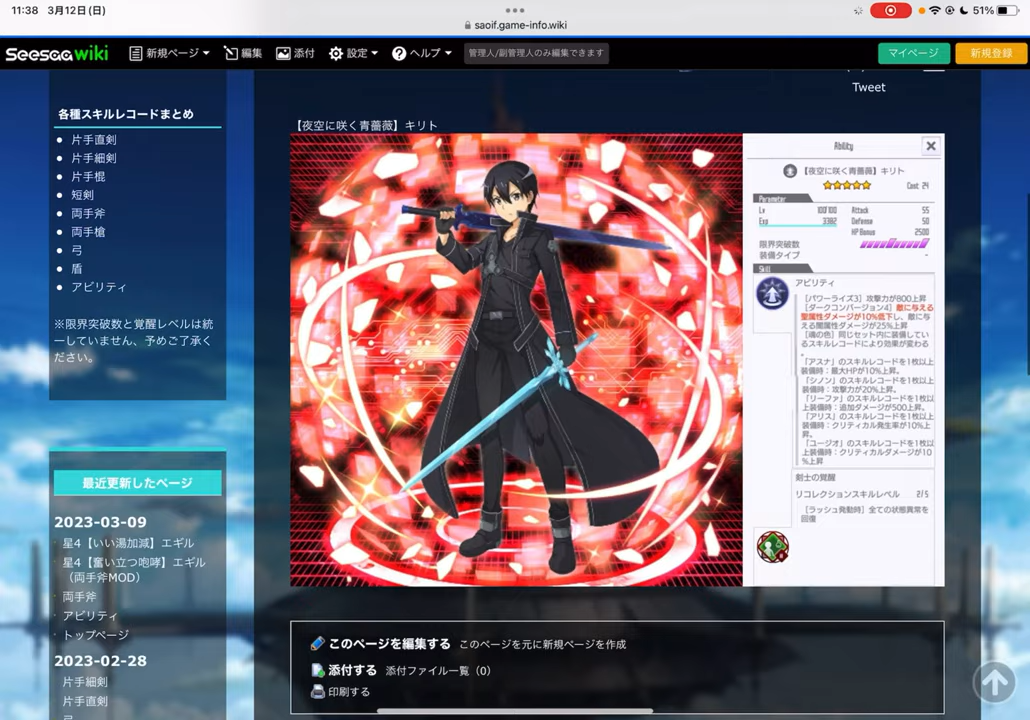 11:38 3月12日(日)
51%
saoif.game-info.wiki
Seesaa wiki
新規ページ
編集
添付
設定
ヘルプ
管理人/副管理人のみ編集できます
マイページ
新規登録
Tweet
各種スキルレコードまとめ
片手直剣
片手細剣
片手棍
短剣
両手斧
両手槍
弓
盾
アビリティ
※限界突破数と覚醒レベルは統
一していません、予めご了承く
ださい。
最近更新したページ
2023-03-09
星4【いい湯加減】エギル
星4【奮い立つ咆哮】エギル
（両手斧MOD）
両手斧
アビリティ
トップページ
2023-02-28
片手細剣
片手直剣
弓
【夜空に咲く青薔薇】キリト
Ability
【夜空に咲く青薔薇】キリト
Cost 24
Parameter
Lv 100/100 Attack 55
Exp 3382 Defense 50
HP Bonus 2500
限界突破数
装備タイプ -
Skill
アビリティ
［パワーライズ3］攻撃力が800上昇
［ダークコンバージョン4］敵に与える
聖属性ダメージが10%低下し、敵に与
える闇属性ダメージが25%上昇
［魂の色］同じセット内に装備してい
るスキルレコードにより効果が変わる
。
「アスナ」のスキルレコードを1枚以上
装備時：最大HPが10%上昇。
「シノン」のスキルレコードを1枚以上
装備時：攻撃力が20%上昇。
「リーファ」のスキルレコードを1枚以
上装備時：追加ダメージが500上昇。
「アリス」のスキルレコードを1枚以上
装備時：クリティカル発生率が10%上
昇。
「ユージオ」のスキルレコードを1枚以
上装備時：クリティカルダメージが10
%上昇
剣士の覚醒
リコレクションスキルレベル 2/5
［ラッシュ発動時］全ての状態異常を
回復
このページを編集する このページを元に新規ページを作成
添付する 添付ファイル一覧（0）
印刷する